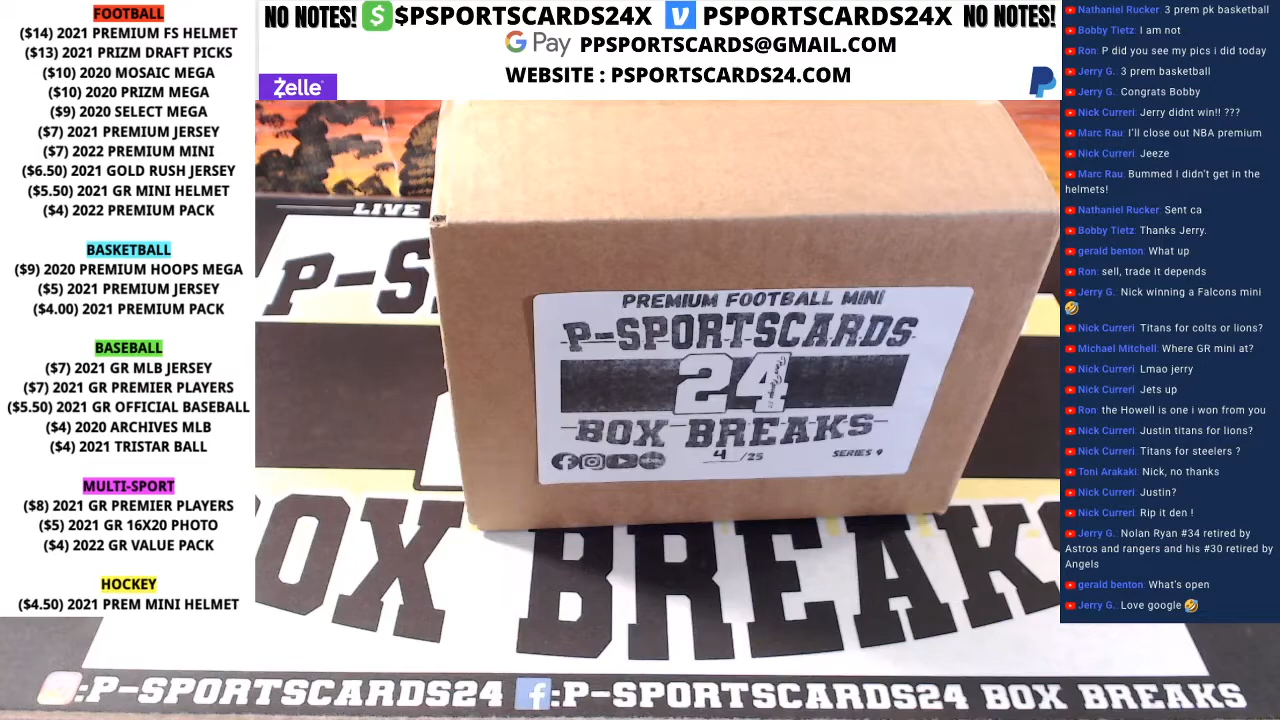 FOOTBALL
($14) 2021 PREMIUM FS HELMET
($13) 2021 PRIZM DRAFT PICKS
($10) 2020 MOSAIC MEGA
($10) 2020 PRIZM MEGA
($9) 2020 SELECT MEGA
($7) 2021 PREMIUM JERSEY
($7) 2022 PREMIUM MINI
($6.50) 2021 GOLD RUSH JERSEY
($5.50) 2021 GR MINI HELMET
($4) 2022 PREMIUM PACK
BASKETBALL
($9) 2020 PREMIUM HOOPS MEGA
($5) 2021 PREMIUM JERSEY
($4.00) 2021 PREMIUM PACK
BASEBALL
($7) 2021 GR MLB JERSEY
($7) 2021 GR PREMIER PLAYERS
($5.50) 2021 GR OFFICIAL BASEBALL
($4) 2020 ARCHIVES MLB
($4) 2021 TRISTAR BALL
MULTI-SPORT
($8) 2021 GR PREMIER PLAYERS
($5) 2021 GR 16X20 PHOTO
($4) 2022 GR VALUE PACK
HOCKEY
($4.50) 2021 PREM MINI HELMET
NO NOTES! $ $PSPORTSCARDS24X V PSPORTSCARDS24X NO NOTES!
G Pay PPSPORTSCARDS@GMAIL.COM
WEBSITE : PSPORTSCARDS24.COM
Zelle
LIVE
P-S
PREMIUM FOOTBALL MINI
P-SPORTSCARDS
24
BOX BREAKS
4 /25 SERIES 9
BOX BREAKS
:P-SPORTSCARDS24 f:P-SPORTSCARDS24 BOX BREAKS
Nathaniel Rucker 3 prem pk basketball
Bobby Tietz: I am not
Ron: P did you see my pics i did today
Jerry G.: 3 prem basketball
Jerry G.: Congrats Bobby
Nick Curreri: Jerry didnt win!! ???
Marc Rau: I'll close out NBA premium
Nick Curreri: Jeeze
Marc Rau: Bummed I didn't get in the
helmets!
Nathaniel Rucker: Sent ca
Bobby Tietz: Thanks Jerry.
gerald benton: What up
Ron: sell, trade it depends
Jerry G.: Nick winning a Falcons mini
🤣
Nick Curreri: Titans for colts or lions?
Michael Mitchell: Where GR mini at?
Nick Curreri: Lmao jerry
Nick Curreri: Jets up
Ron: the Howell is one i won from you
Nick Curreri: Justin titans for lions?
Nick Curreri: Titans for steelers ?
Toni Arakaki: Nick, no thanks
Nick Curreri: Justin?
Nick Curreri: Rip it den !
Jerry G.: Nolan Ryan #34 retired by
Astros and rangers and his #30 retired by
Angels
gerald benton: What's open
Jerry G.: Love google 🤣